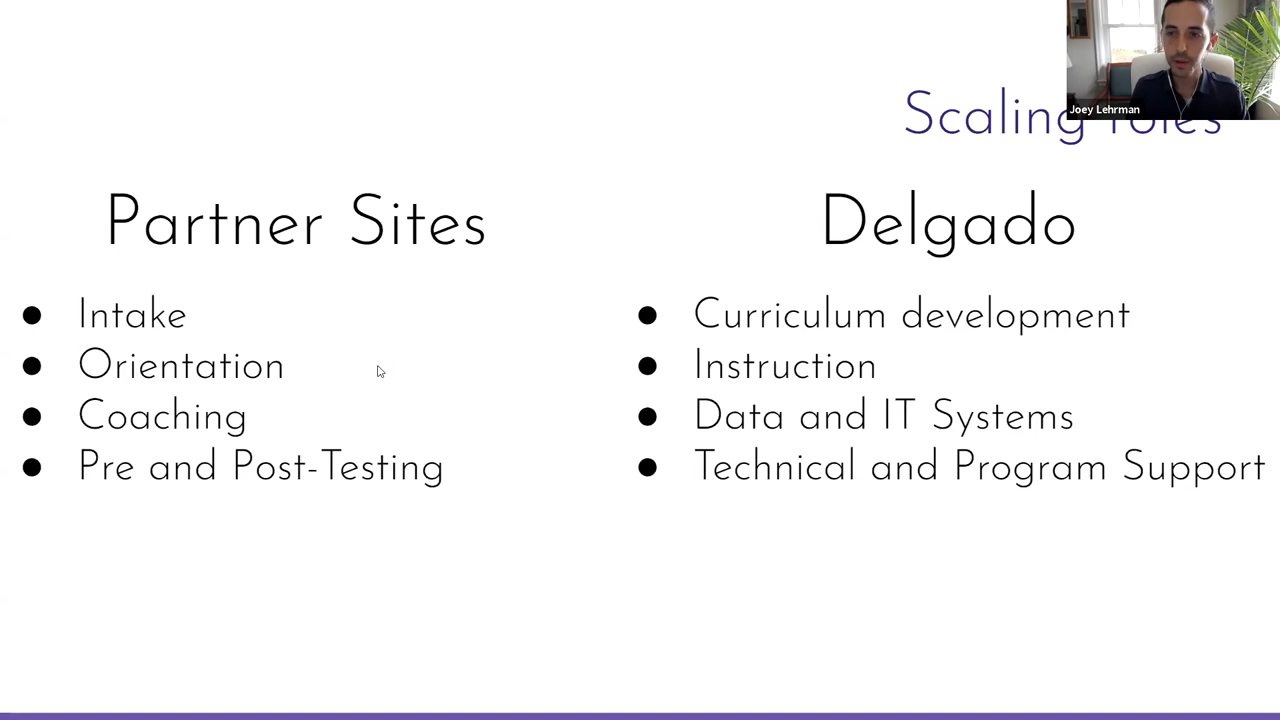 Joey Lehrman
Scaling roles
Partner Sites
Intake
Orientation
Coaching
Pre and Post-Testing
Delgado
Curriculum development
Instruction
Data and IT Systems
Technical and Program Support